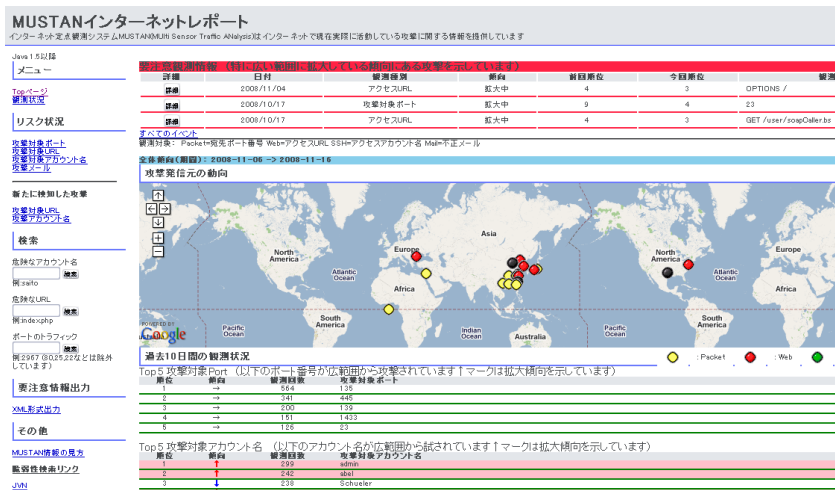 MUSTANインターネットレポート
インターネット定点観測システムMUSTAN(MUlti Sensor Traffic ANalysis)はインターネットで現在実際に活動している攻撃に関する情報を提供しています
Java 1.5以降
メニュー
Topページ
観測状況
リスク状況
攻撃対象ポート
攻撃対象URL
攻撃対象アカウント名
攻撃メール
新たに検知した攻撃
攻撃対象URL
攻撃アカウント名
検索
危険なアカウント名
検索
例:saito
危険なURL
検索
例:index.php
ポートのトラフィック
検索
例:2967 (80,25,22などは除外しています)
要注意情報出力
XML形式出力
その他
MUSTAN情報の見方
脆弱性検索リンク
JVN
要注意観測情報 (特に広い範囲に拡大している傾向にある攻撃を示しています)
詳細 日付 観測種別 傾向 前回順位 今回順位 観測
詳細 2008/11/04 アクセスURL 拡大中 4 3 OPTIONS /
詳細 2008/10/17 攻撃対象ポート 拡大中 9 4 23
詳細 2008/10/17 アクセスURL 拡大中 4 3 GET /user/soapCaller.bs
すべてのイベント
観測対象: Packet=宛先ポート番号 Web=アクセスURL SSH=アクセスアカウント名 Mail=不正メール
全体傾向(期間): 2008-11-06 -> 2008-11-16
攻撃発信元の動向
North America
Atlantic Ocean
Europe
Africa
Asia
South America
Pacific Ocean
Indian Ocean
Australia
North America
Atlantic Ocean
Europe
Africa
Pacific Ocean
South America
POWERED BY
Google
過去10日間の観測状況
: Packet : Web :
Top5 攻撃対象Port (以下のポート番号が広範囲から攻撃されています↑マークは拡大傾向を示しています)
順位 傾向 観測回数 攻撃対象ポート
1 → 564 135
2 → 341 445
3 → 200 139
4 → 151 1433
5 → 126 23
Top5 攻撃対象アカウント名 (以下のアカウント名が広範囲から試されています↑マークは拡大傾向を示しています)
順位 傾向 観測回数 攻撃対象アカウント名
1 ↑ 299 admin
2 ↑ 242 abel
3 ↓ 238 Schueler